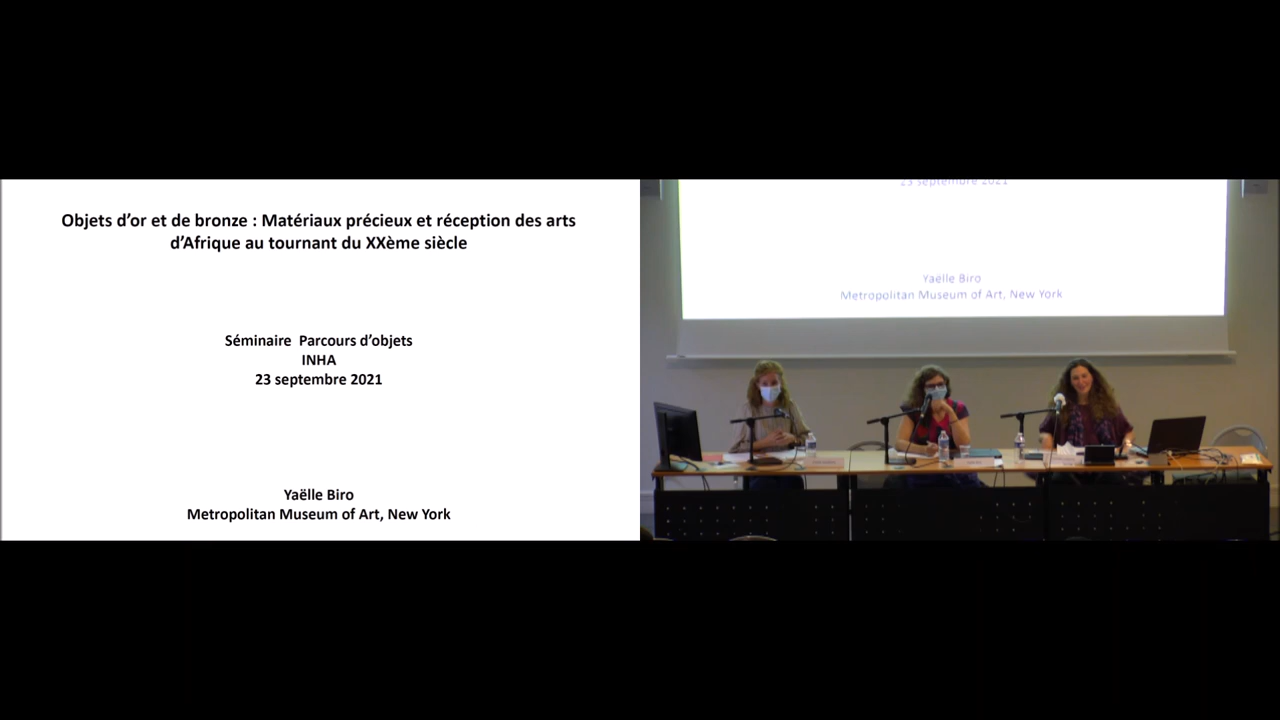 Objets d’or et de bronze : Matériaux précieux et réception des arts
d’Afrique au tournant du XXème siècle
Séminaire Parcours d’objets
INHA
23 septembre 2021
Yaëlle Biro
Metropolitan Museum of Art, New York
23 septembre 2021
Yaëlle Biro
Metropolitan Museum of Art, New York